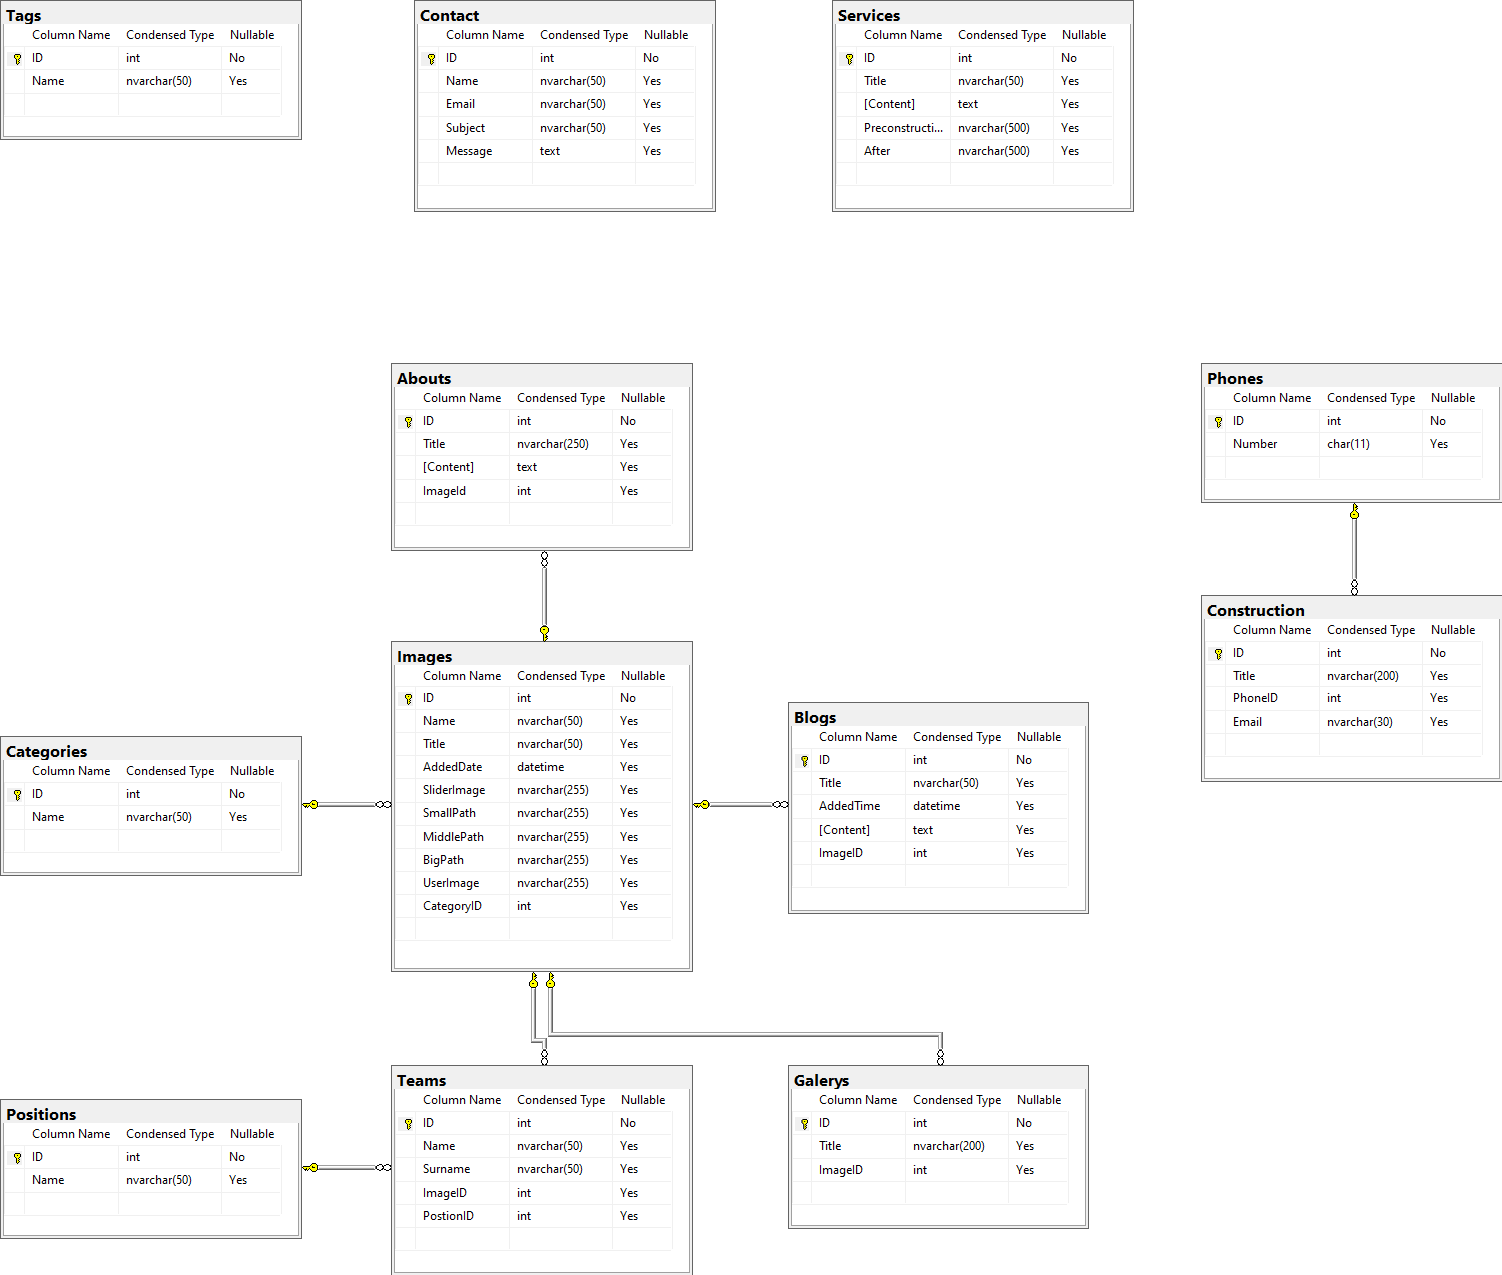 Tags
Column Name Condensed Type Nullable
ID int No
Name nvarchar(50) Yes
Contact
Column Name Condensed Type Nullable
ID int No
Name nvarchar(50) Yes
Email nvarchar(50) Yes
Subject nvarchar(50) Yes
Message text Yes
Services
Column Name Condensed Type Nullable
ID int No
Title nvarchar(50) Yes
[Content] text Yes
Preconstructi... nvarchar(500) Yes
After nvarchar(500) Yes
Abouts
Column Name Condensed Type Nullable
ID int No
Title nvarchar(250) Yes
[Content] text Yes
ImageId int Yes
Phones
Column Name Condensed Type Nullable
ID int No
Number char(11) Yes
Construction
Column Name Condensed Type Nullable
ID int No
Title nvarchar(200) Yes
PhoneID int Yes
Email nvarchar(30) Yes
Images
Column Name Condensed Type Nullable
ID int No
Name nvarchar(50) Yes
Title nvarchar(50) Yes
AddedDate datetime Yes
SliderImage nvarchar(255) Yes
SmallPath nvarchar(255) Yes
MiddlePath nvarchar(255) Yes
BigPath nvarchar(255) Yes
UserImage nvarchar(255) Yes
CategoryID int Yes
Categories
Column Name Condensed Type Nullable
ID int No
Name nvarchar(50) Yes
Blogs
Column Name Condensed Type Nullable
ID int No
Title nvarchar(50) Yes
AddedTime datetime Yes
[Content] text Yes
ImageID int Yes
Positions
Column Name Condensed Type Nullable
ID int No
Name nvarchar(50) Yes
Teams
Column Name Condensed Type Nullable
ID int No
Name nvarchar(50) Yes
Surname nvarchar(50) Yes
ImageID int Yes
PostionID int Yes
Galerys
Column Name Condensed Type Nullable
ID int No
Title nvarchar(200) Yes
ImageID int Yes